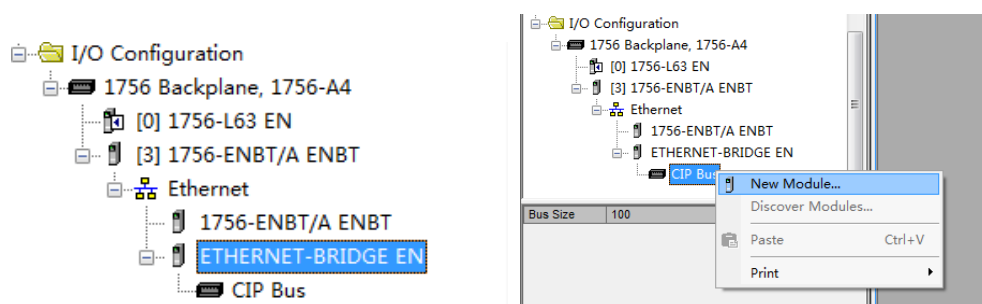 I/O Configuration
1756 Backplane, 1756-A4
[0] 1756-L63 EN
[3] 1756-ENBT/A ENBT
Ethernet
1756-ENBT/A ENBT
ETHERNET-BRIDGE EN
CIP Bus
I/O Configuration
1756 Backplane, 1756-A4
[0] 1756-L63 EN
[3] 1756-ENBT/A ENBT
Ethernet
1756-ENBT/A ENBT
ETHERNET-BRIDGE EN
CIP Bus
New Module...
Discover Modules...
Paste Ctrl+V
Print
Bus Size 100